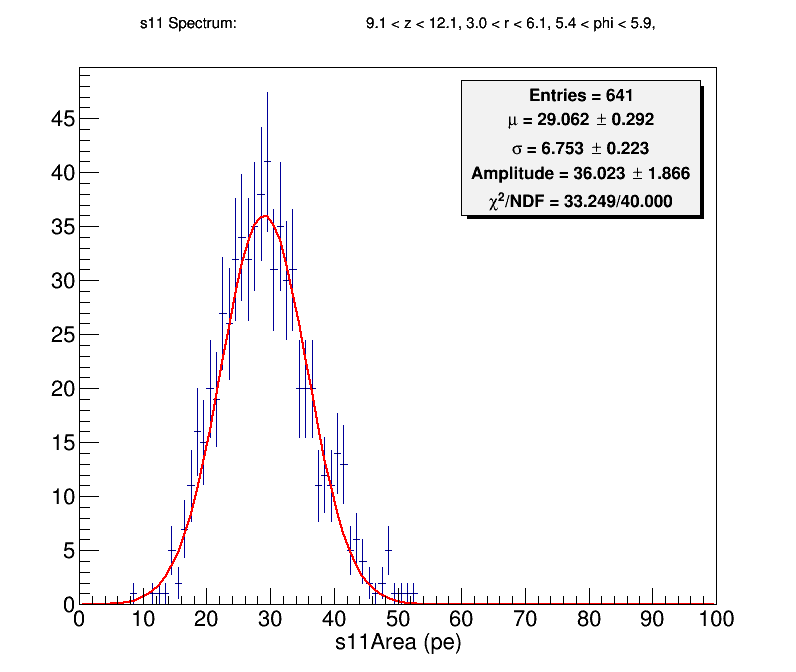 s11 Spectrum: 9.1 < z < 12.1, 3.0 < r < 6.1, 5.4 < phi < 5.9,
Entries = 641
μ = 29.062 ± 0.292
σ = 6.753 ± 0.223
Amplitude = 36.023 ± 1.866
χ²/NDF = 33.249/40.000
45
40
35
30
25
20
15
10
5
0
0 10 20 30 40 50 60 70 80 90 100
s11Area (pe)